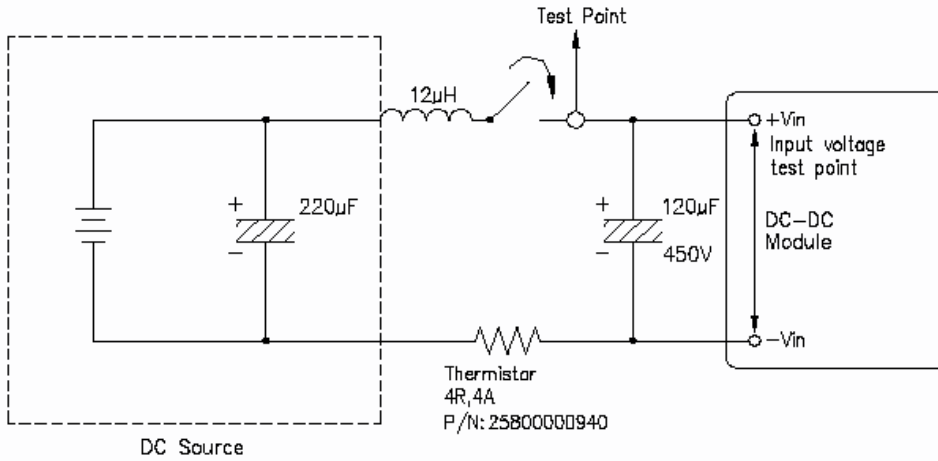 Test Point
12µH
+Vin
Input voltage
test point
+
220µF
+
120µF
DC-DC
Module
-
-
450V
-Vin
Thermistor
4R,4A
P/N:25800000940
DC Source